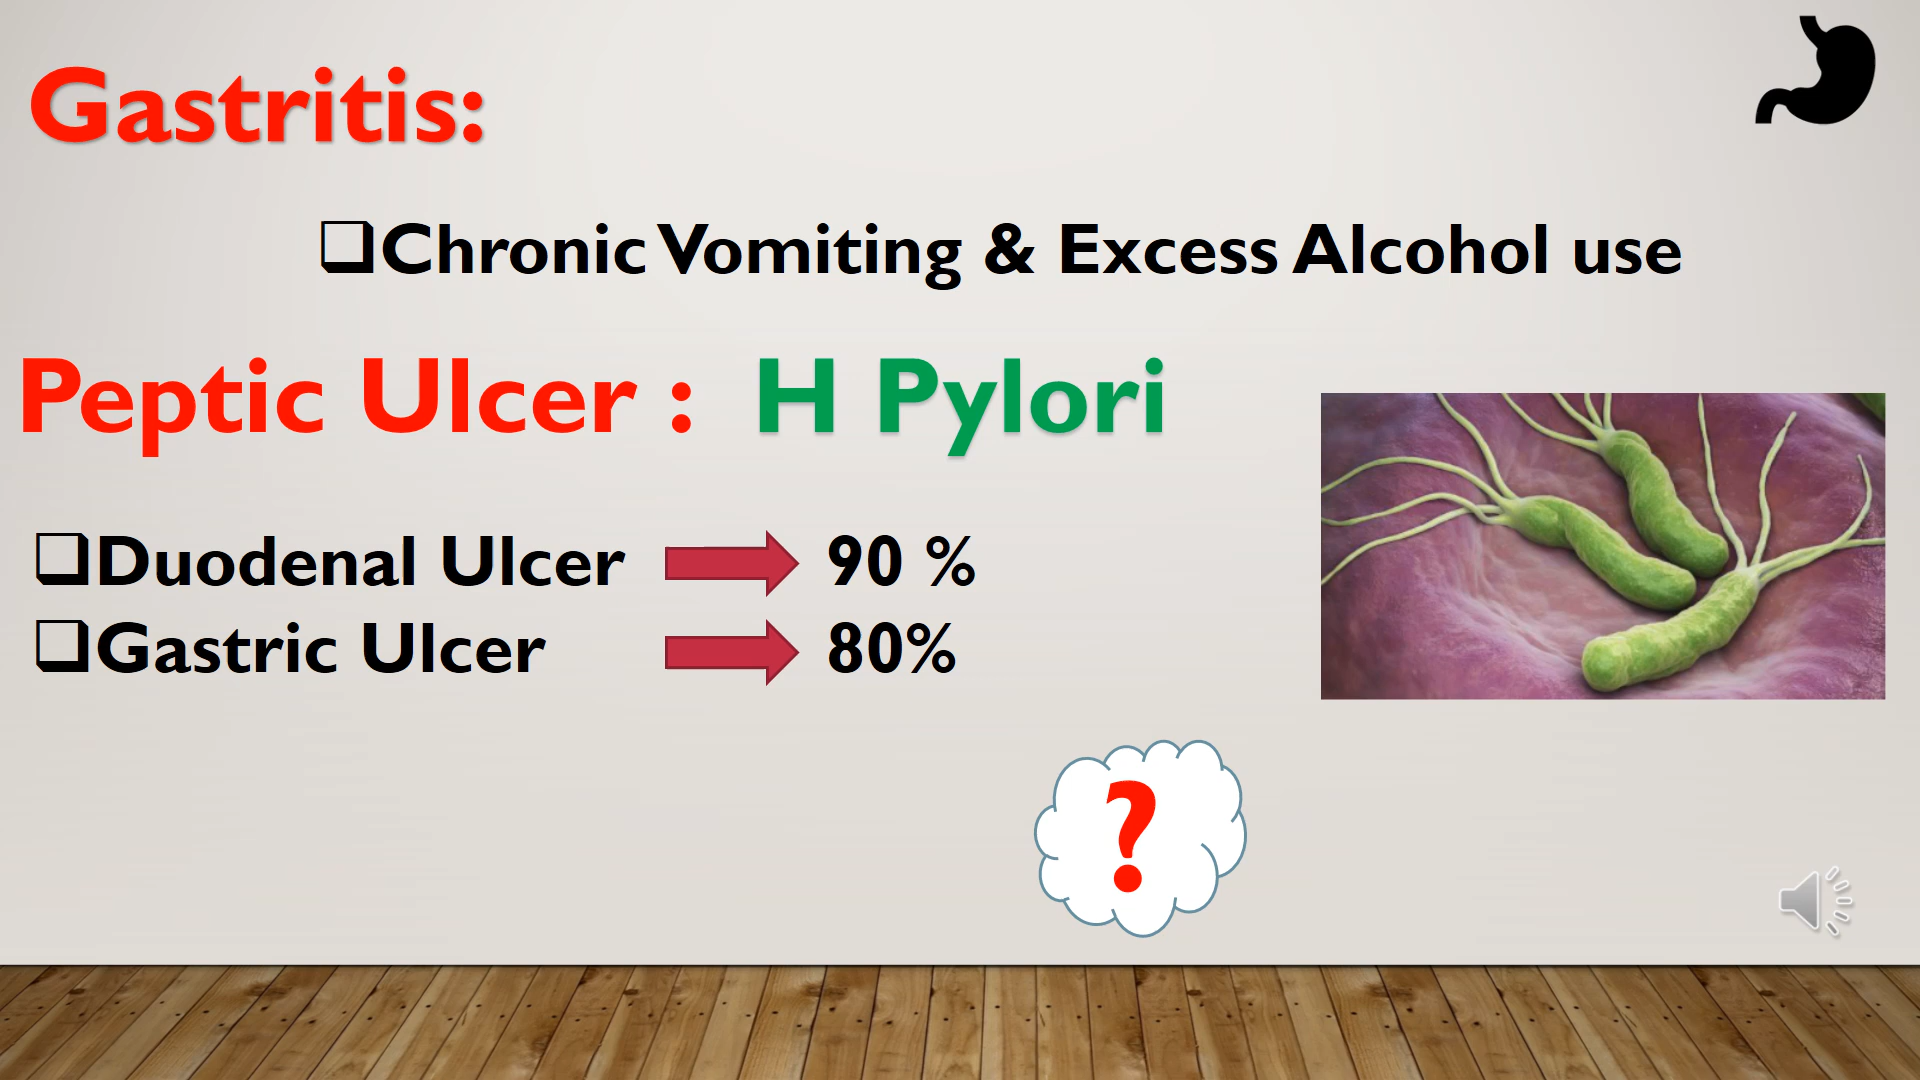 Gastritis:
❑Chronic Vomiting & Excess Alcohol use
Peptic Ulcer : H Pylori
❑Duodenal Ulcer 90 %
❑Gastric Ulcer 80%
?